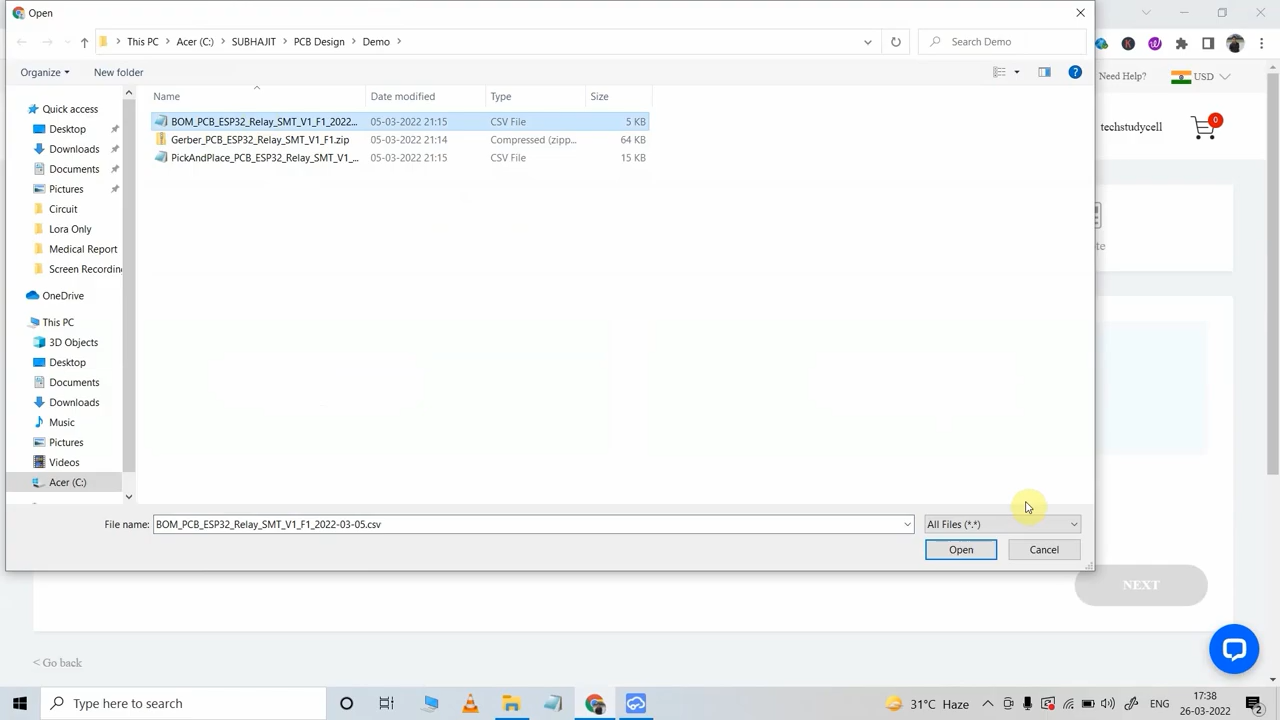 Open
This PC > Acer (C:) > SUBHAJIT > PCB Design > Demo >
Search Demo
Organize
New folder
Need Help?
USD
Name
Date modified
Type
Size
Quick access
Desktop
Downloads
Documents
Pictures
Circuit
Lora Only
Medical Report
Screen Recording
OneDrive
This PC
3D Objects
Desktop
Documents
Downloads
Music
Pictures
Videos
Acer (C:)
BOM_PCB_ESP32_Relay_SMT_V1_F1_2022... 05-03-2022 21:15 CSV File 5 KB
Gerber_PCB_ESP32_Relay_SMT_V1_F1.zip 05-03-2022 21:14 Compressed (zipp... 64 KB
PickAndPlace_PCB_ESP32_Relay_SMT_V1_... 05-03-2022 21:15 CSV File 15 KB
techstudycell
0
te
File name: BOM_PCB_ESP32_Relay_SMT_V1_F1_2022-03-05.csv
All Files (*.*)
Open
Cancel
NEXT
< Go back
Type here to search
31°C Haze
ENG
17:38
26-03-2022
2